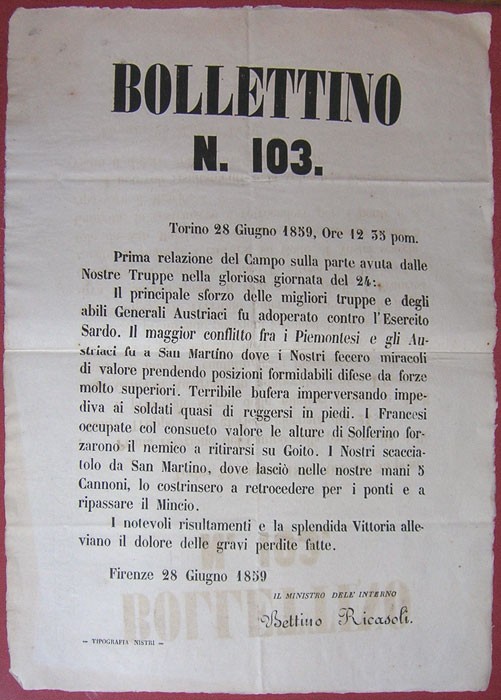 BOLLETTINO
N. 103.
Torino 28 Giugno 1859, Ore 12 35 pom.
Prima relazione del Campo sulla parte avuta dalle
Nostre Truppe nella gloriosa giornata del 24:.
Il principale sforzo delle migliori truppe e degli
abili Generali Austriaci fu adoperato contro l'Esercito
Sardo. Il maggior conflitto fra i Piemontesi e gli Au-
striaci fu a San Martino dove i Nostri fecero miracoli
di valore prendendo posizioni formidabili difese da forze
molto superiori. Terribile bufera imperversando impe-
diva ai soldati quasi di reggersi in piedi. I Francesi
occupate col consueto valore le alture di Solferino for-
zarono il nemico a ritirarsi su Goito. I Nostri scaccia-
tolo da San Martino, dove lasciò nelle nostre mani 5
Cannoni, lo costrinsero a retrocedere per i ponti e a
ripassare il Mincio.
I notevoli risultamenti e la splendida Vittoria alle-
viano il dolore delle gravi perdite fatte.
Firenze 28 Giugno 1859
IL MINISTRO DELL'INTERNO
Bettino Ricasoli.
— TIPOGRAFIA NISTRI —